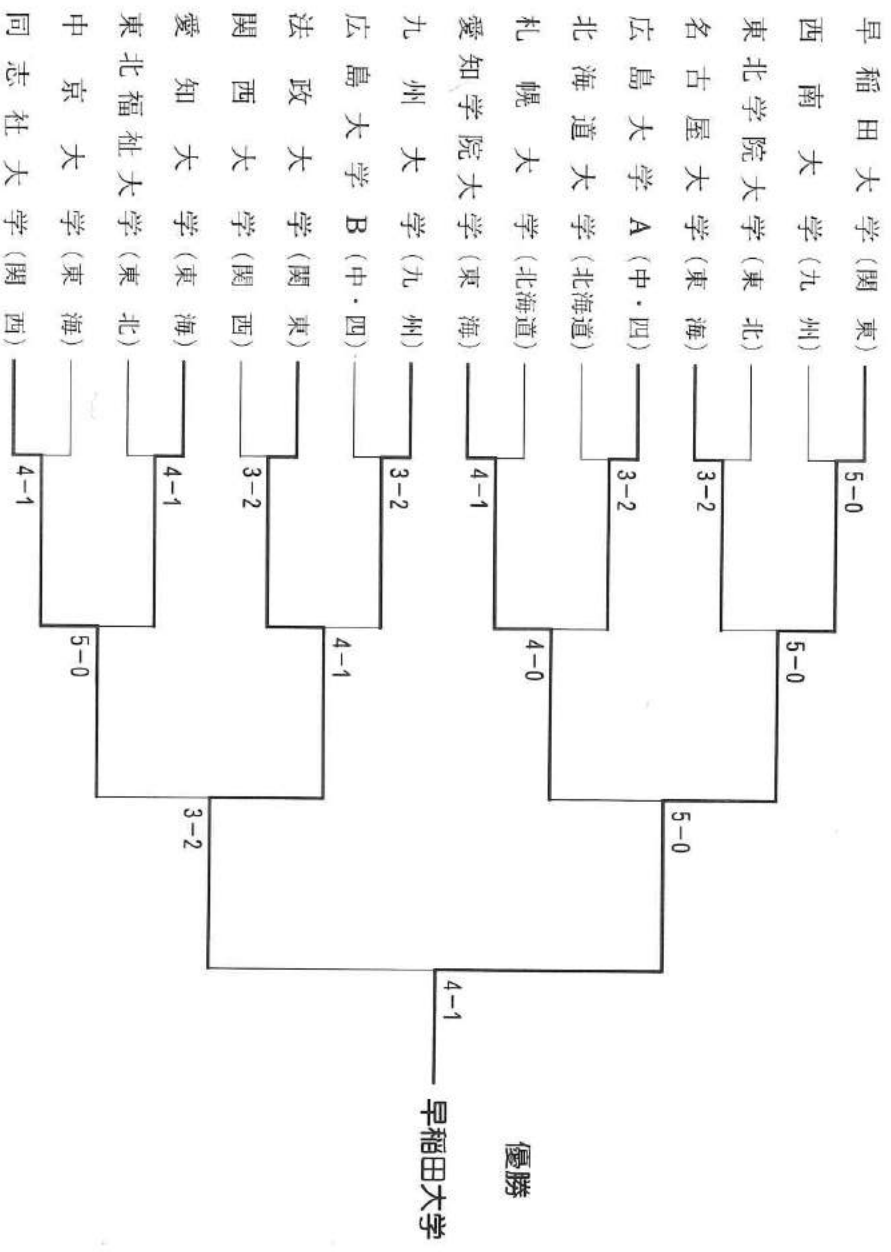 早稲田大学(関東)
西南大学(九州)
東北学院大学(東北)
名古屋大学(東海)
広島大学A(中・四)
北海道大学(北海道)
札幌大学(北海道)
愛知学院大学(東海)
九州大学(九州)
広島大学B(中・四)
法政大学(関東)
関西大学(関西)
愛知大学(東海)
東北福祉大学(東北)
中京大学(東海)
同志社大学(関西)
5-0
3-2
3-2
4-1
3-2
3-2
4-1
4-1
5-0
4-0
4-1
5-0
5-0
3-2
4-1
優勝
早稲田大学